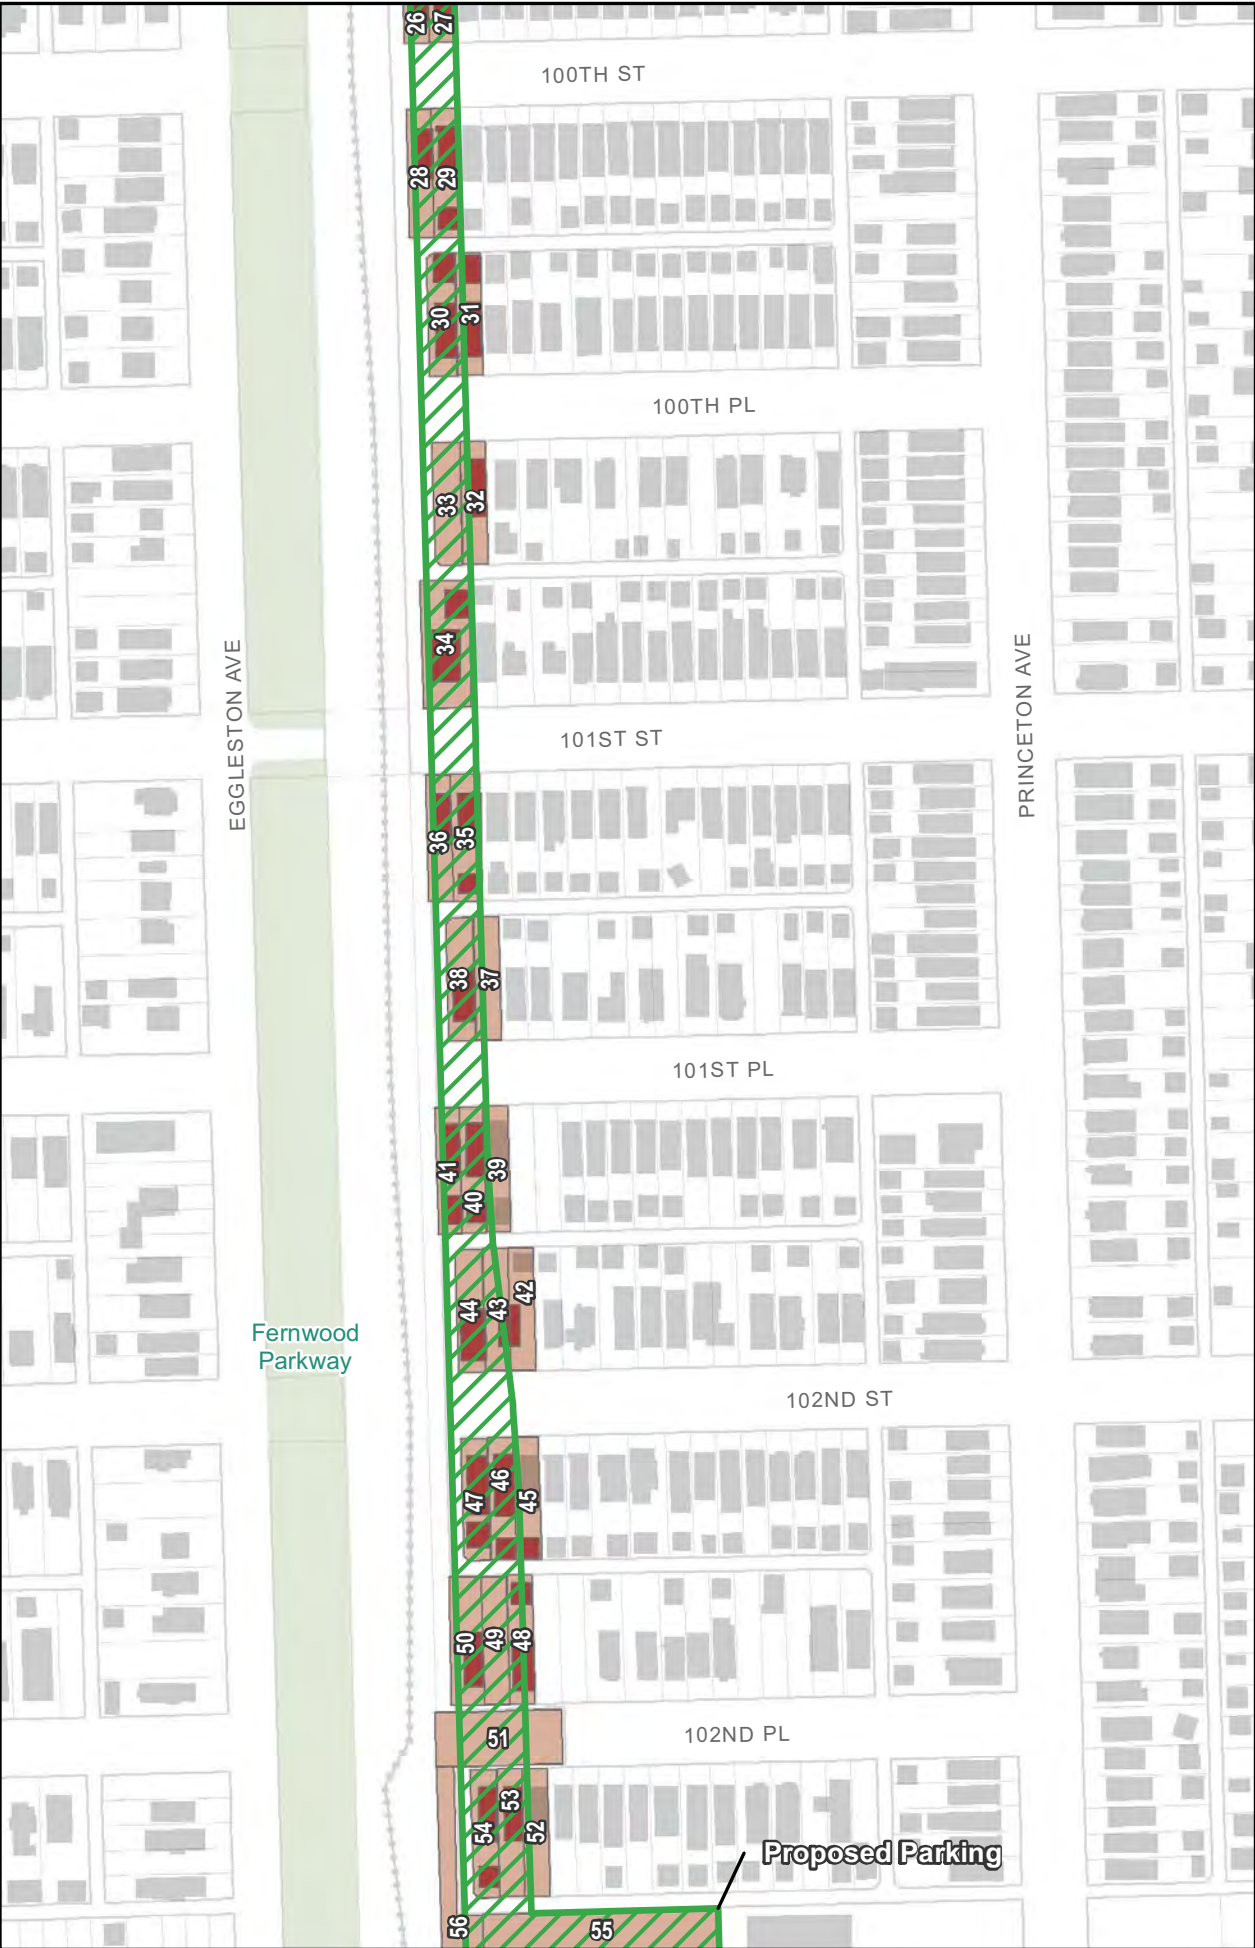 26
27
100TH ST
28
29
30
31
100TH PL
33
32
34
EGGLESTON AVE
PRINCETON AVE
101ST ST
36
35
38
37
101ST PL
41
40
39
44
43
42
Fernwood
Parkway
102ND ST
47
46
45
50
49
48
51
102ND PL
54
53
52
Proposed Parking
56
55